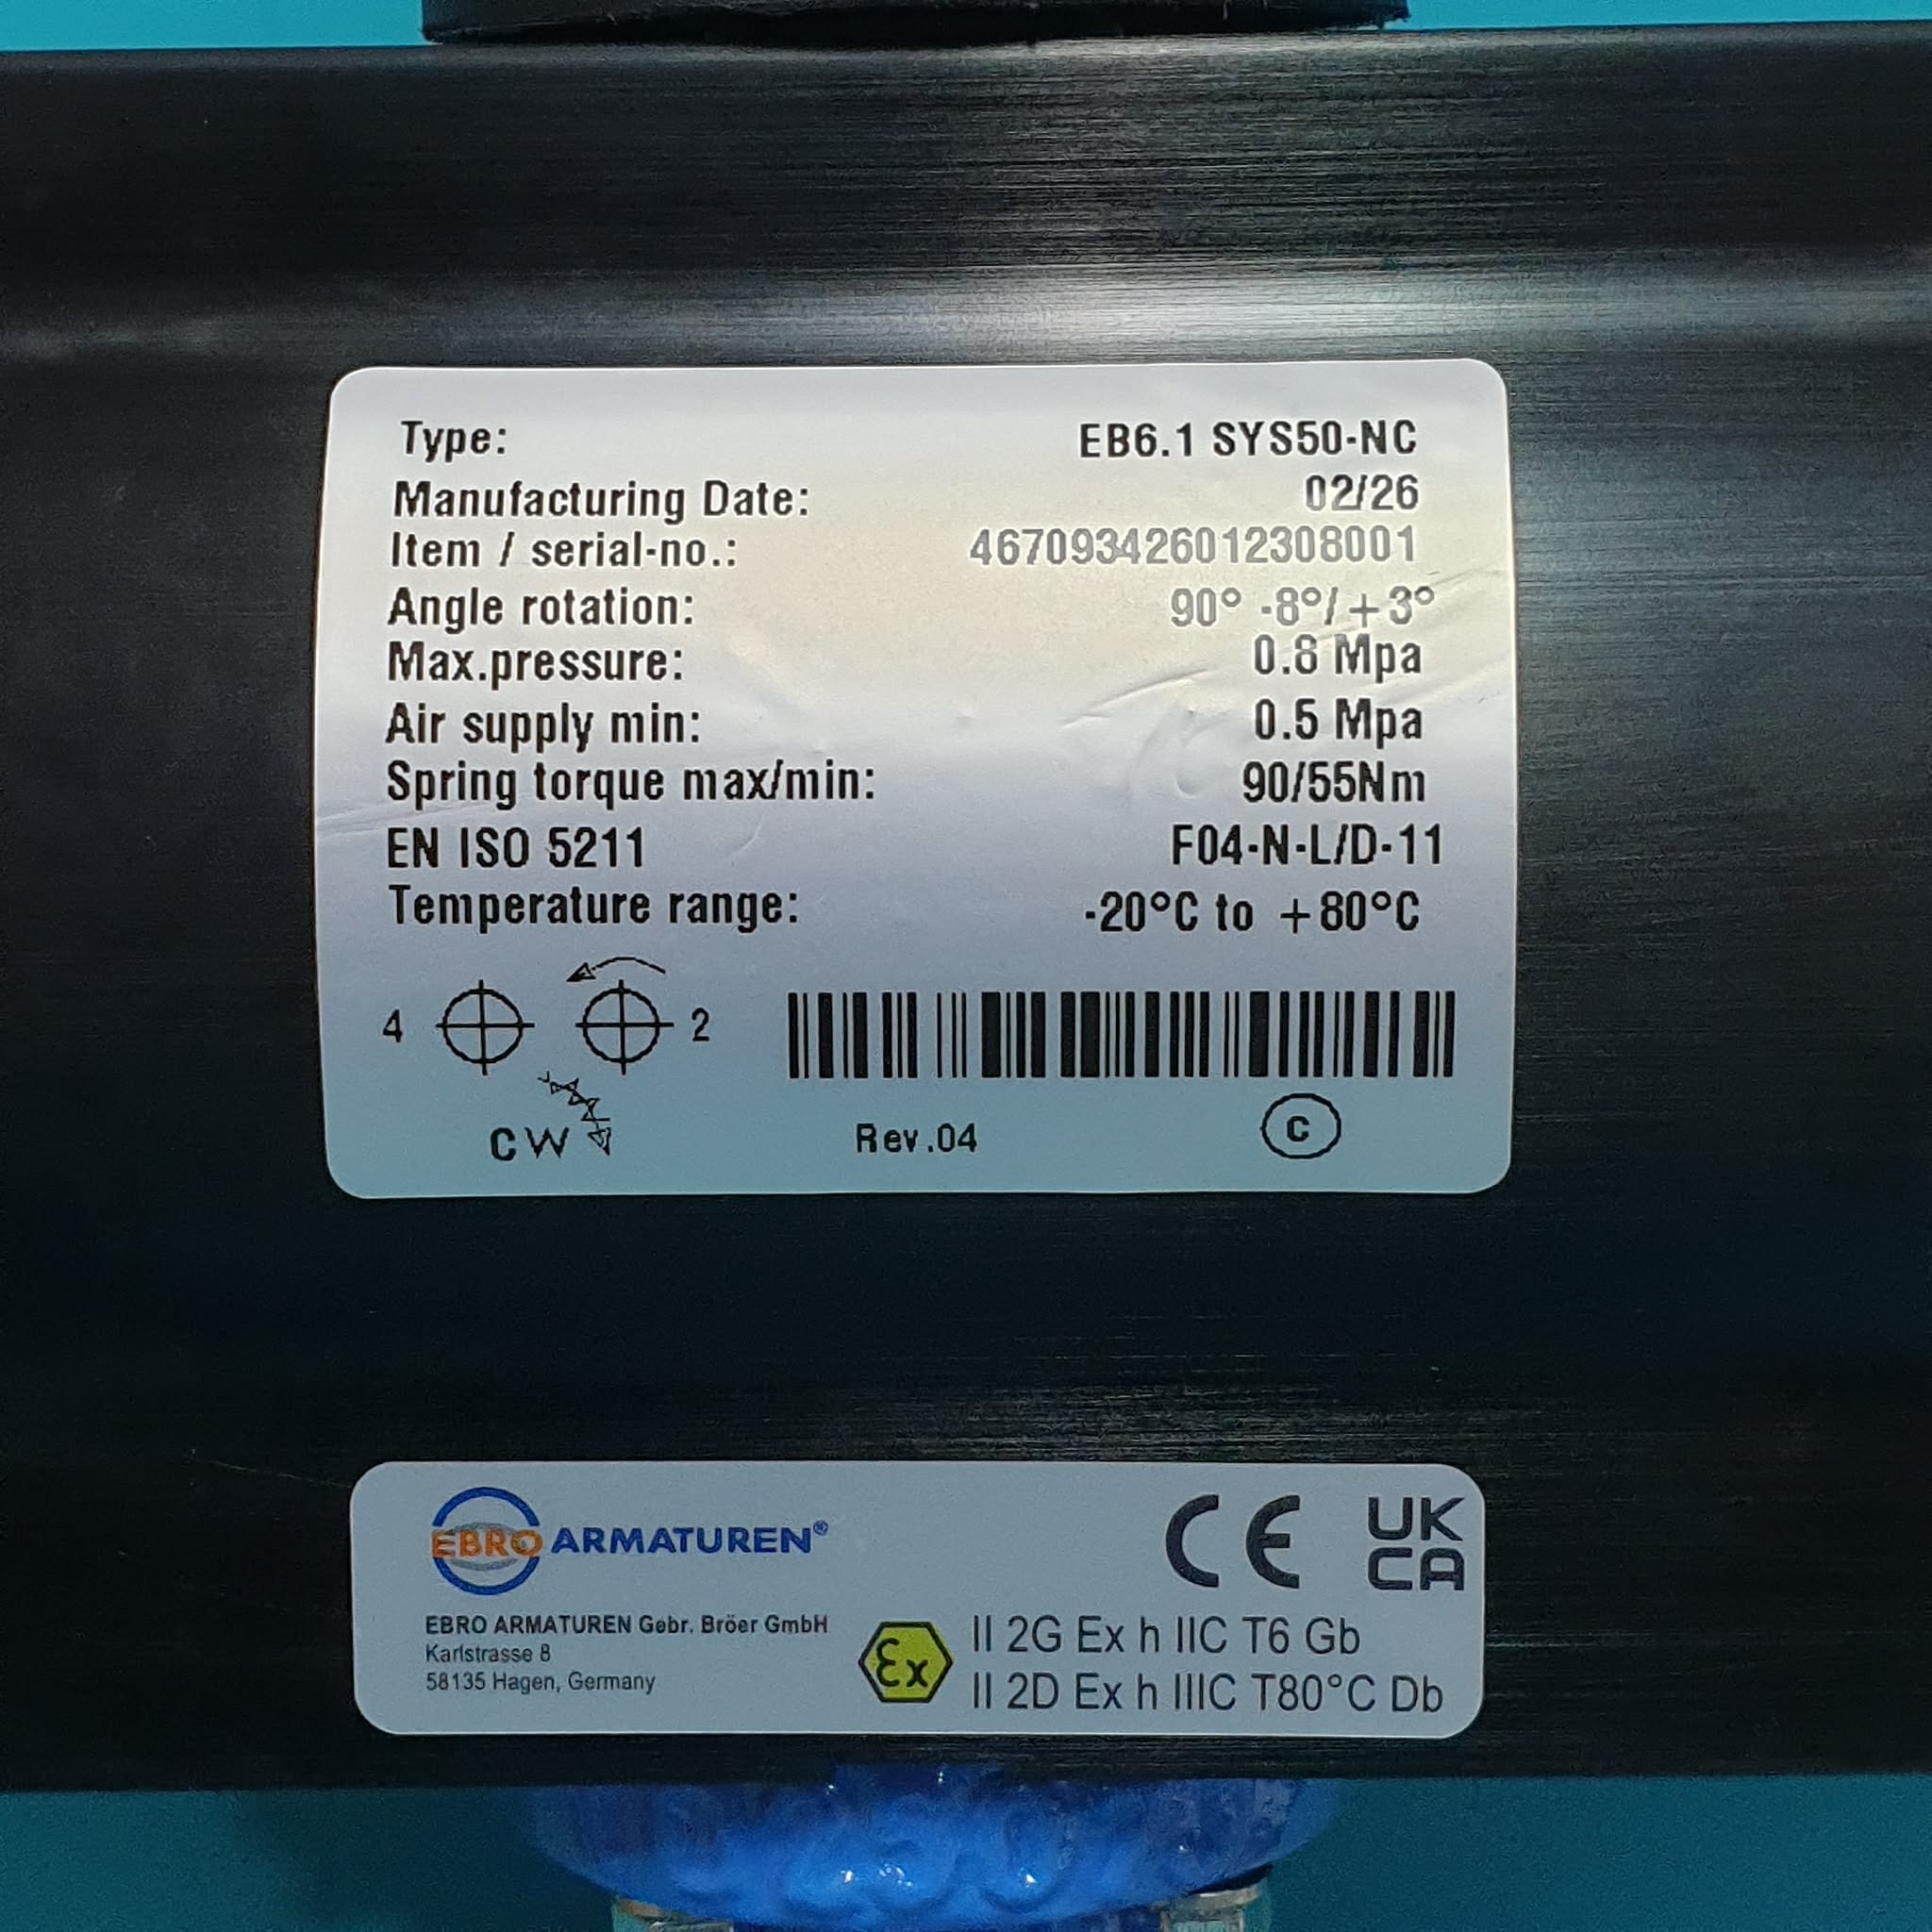 Type: EB6.1 SYS50-NC
Manufacturing Date: 02/26
Item / serial-no.: 467093426012308001
Angle rotation: 90° -8°/+3°
Max.pressure: 0.8 Mpa
Air supply min: 0.5 Mpa
Spring torque max/min: 90/55Nm
EN ISO 5211 F04-N-L/D-11
Temperature range: -20°C to +80°C
4 2
CW
Rev.04 C
EBRO ARMATUREN®
CE UK CA
EBRO ARMATUREN Gebr. Bröer GmbH
Karlstrasse 8
58135 Hagen, Germany
Ex II 2G Ex h IIC T6 Gb
II 2D Ex h IIIC T80°C Db